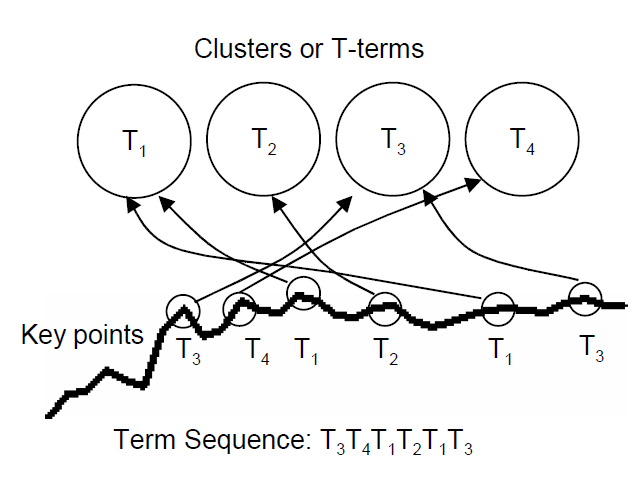 Clusters or T-terms
T₁ T₂ T₃ T₄
Key points
T₃ T₄ T₁ T₂ T₁ T₃
Term Sequence: T₃T₄T₁T₂T₁T₃